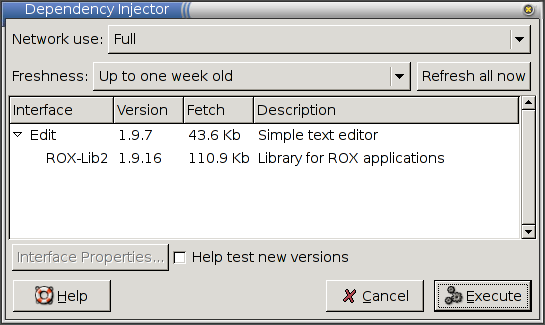 Dependency Injector
Network use: Full
Freshness: Up to one week old Refresh all now
Interface Version Fetch Description
Edit 1.9.7 43.6 Kb Simple text editor
ROX-Lib2 1.9.16 110.9 Kb Library for ROX applications
Interface Properties... Help test new versions
Help Cancel Execute